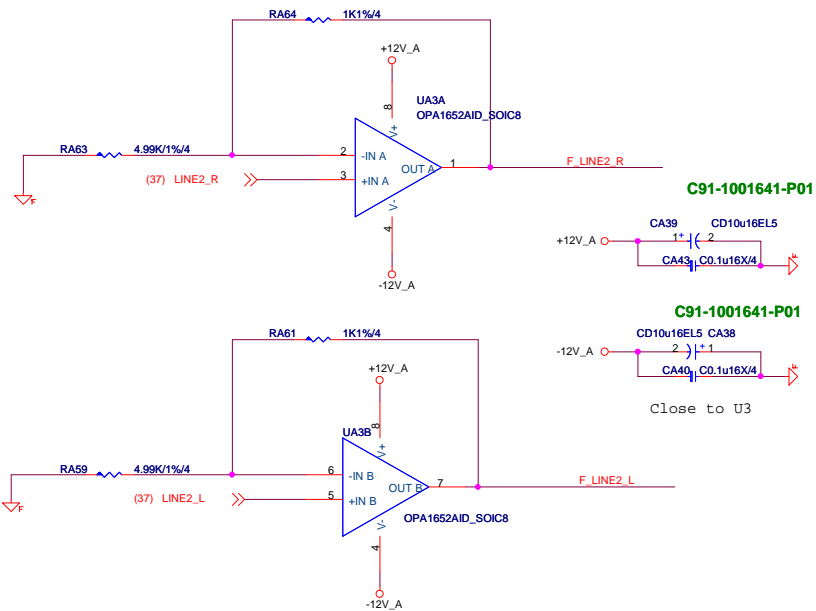 RA64 1K1%/4
+12V_A
8
V+
UA3A
OPA1652AID_SOIC8
RA63 4.99K/1%/4
2 -IN A
(37) LINE2_R
3 +IN A
OUT A 1
F_LINE2_R
V-
4
-12V_A
F
C91-1001641-P01
CA39 CD10u16EL5
+12V_A
1 + 2
CA43 C0.1u16X/4
F
C91-1001641-P01
CD10u16EL5 CA38
-12V_A
2 + 1
CA40 C0.1u16X/4
F
Close to U3
RA61 1K1%/4
+12V_A
8
V+
UA3B
RA59 4.99K/1%/4
6 -IN B
(37) LINE2_L
5 +IN B
OUT B 7
F_LINE2_L
OPA1652AID_SOIC8
V-
4
-12V_A
F